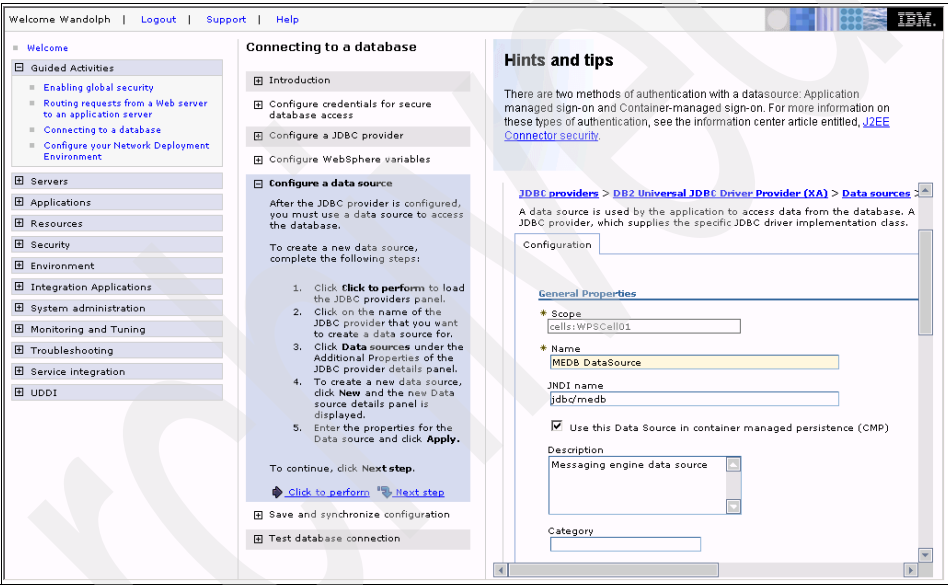 Welcome Wandolph | Logout | Support | Help
IBM.
Welcome
Guided Activities
Enabling global security
Routing requests from a Web server
to an application server
Connecting to a database
Configure your Network Deployment
Environment
Servers
Applications
Resources
Security
Environment
Integration Applications
System administration
Monitoring and Tuning
Troubleshooting
Service integration
UDDI
Connecting to a database
Introduction
Configure credentials for secure
database access
Configure a JDBC provider
Configure WebSphere variables
Configure a data source
After the JDBC provider is configured,
you must use a data source to access
the database.
To create a new data source,
complete the following steps:
1. Click Click to perform to load
the JDBC providers panel.
2. Click on the name of the
JDBC provider that you want
to create a data source for.
3. Click Data sources under the
Additional Properties of the
JDBC provider details panel.
4. To create a new data source,
click New and the new Data
source details panel is
displayed.
5. Enter the properties for the
Data source and click Apply.
To continue, click Next step.
Click to perform Next step
Save and synchronize configuration
Test database connection
Hints and tips
There are two methods of authentication with a datasource: Application
managed sign-on and Container-managed sign-on. For more information on
these types of authentication, see the information center article entitled, J2EE
Connector security.
JDBC providers > DB2 Universal JDBC Driver Provider (XA) > Data sources >
A data source is used by the application to access data from the database. A
JDBC provider, which supplies the specific JDBC driver implementation class.
Configuration
General Properties
* Scope
cells:WPSCell01
* Name
MEDB DataSource
JNDI name
jdbc/medb
Use this Data Source in container managed persistence (CMP)
Description
Messaging engine data source
Category